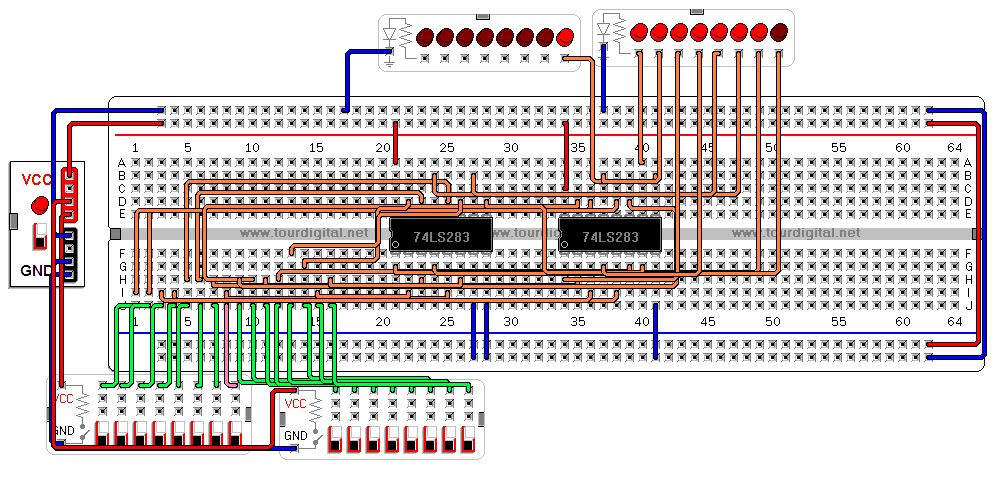 1 5 10 15 20 25 30 35 40 45 50 55 60 64
A A
B B
C C
D D
E E
VCC
www.tourdigital.net 74LS283 www.tourdigital.net 74LS283 www.tourdigital.net
GND
F F
G G
H H
I I
J J
1 5 10 15 20 25 30 35 40 45 50 55 60 64
VCC
VCC
GND
GND